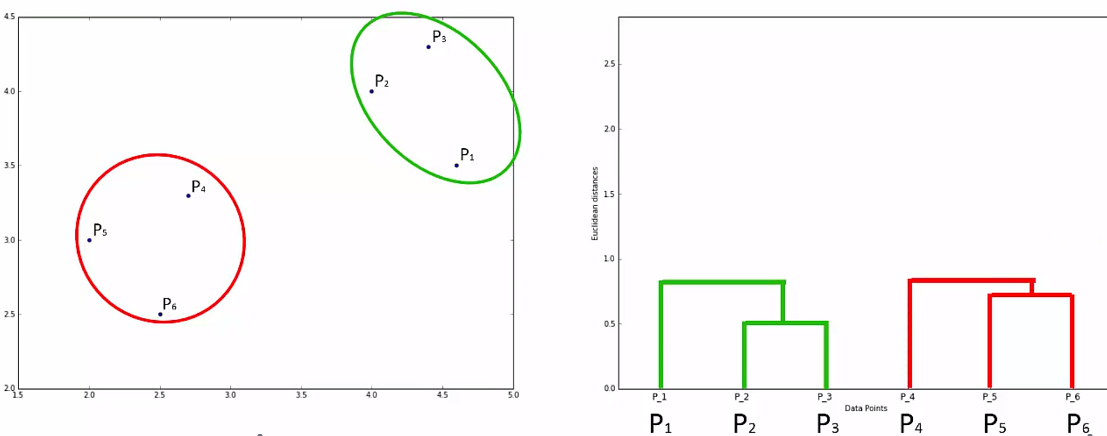 4.5
4.0
3.5
3.0
2.5
2.0
1.5 2.0 2.5 3.0 3.5 4.0 4.5 5.0
P3
P2
P1
P4
P5
P6
Euclidean distances
2.5
2.0
1.5
1.0
0.5
0.0
P_1 P_2 P_3 P_4 P_5 P_6
Data Points
P1 P2 P3 P4 P5 P6